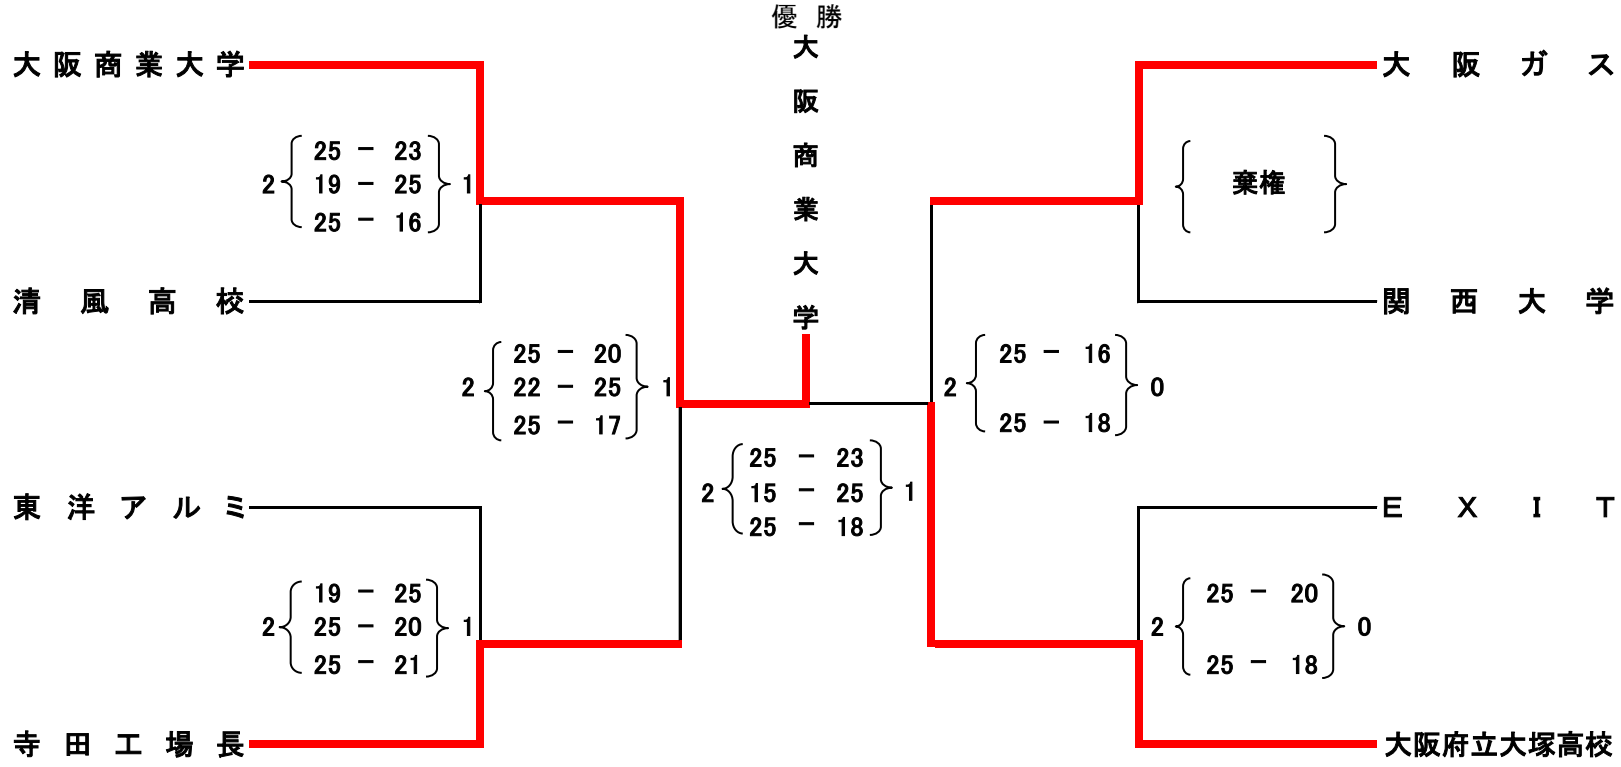 優 勝
大阪商業大学
大阪商業大学
大阪ガス
25 － 23
2 19 － 25 1
25 － 16
棄権
清風高校
関西大学
25 － 20
2 22 － 25 1
25 － 17
25 － 16
2 0
25 － 18
25 － 23
2 15 － 25 1
25 － 18
東洋アルミ
ＥＸＩＴ
19 － 25
2 25 － 20 1
25 － 21
25 － 20
2 0
25 － 18
寺田工場長
大阪府立大塚高校